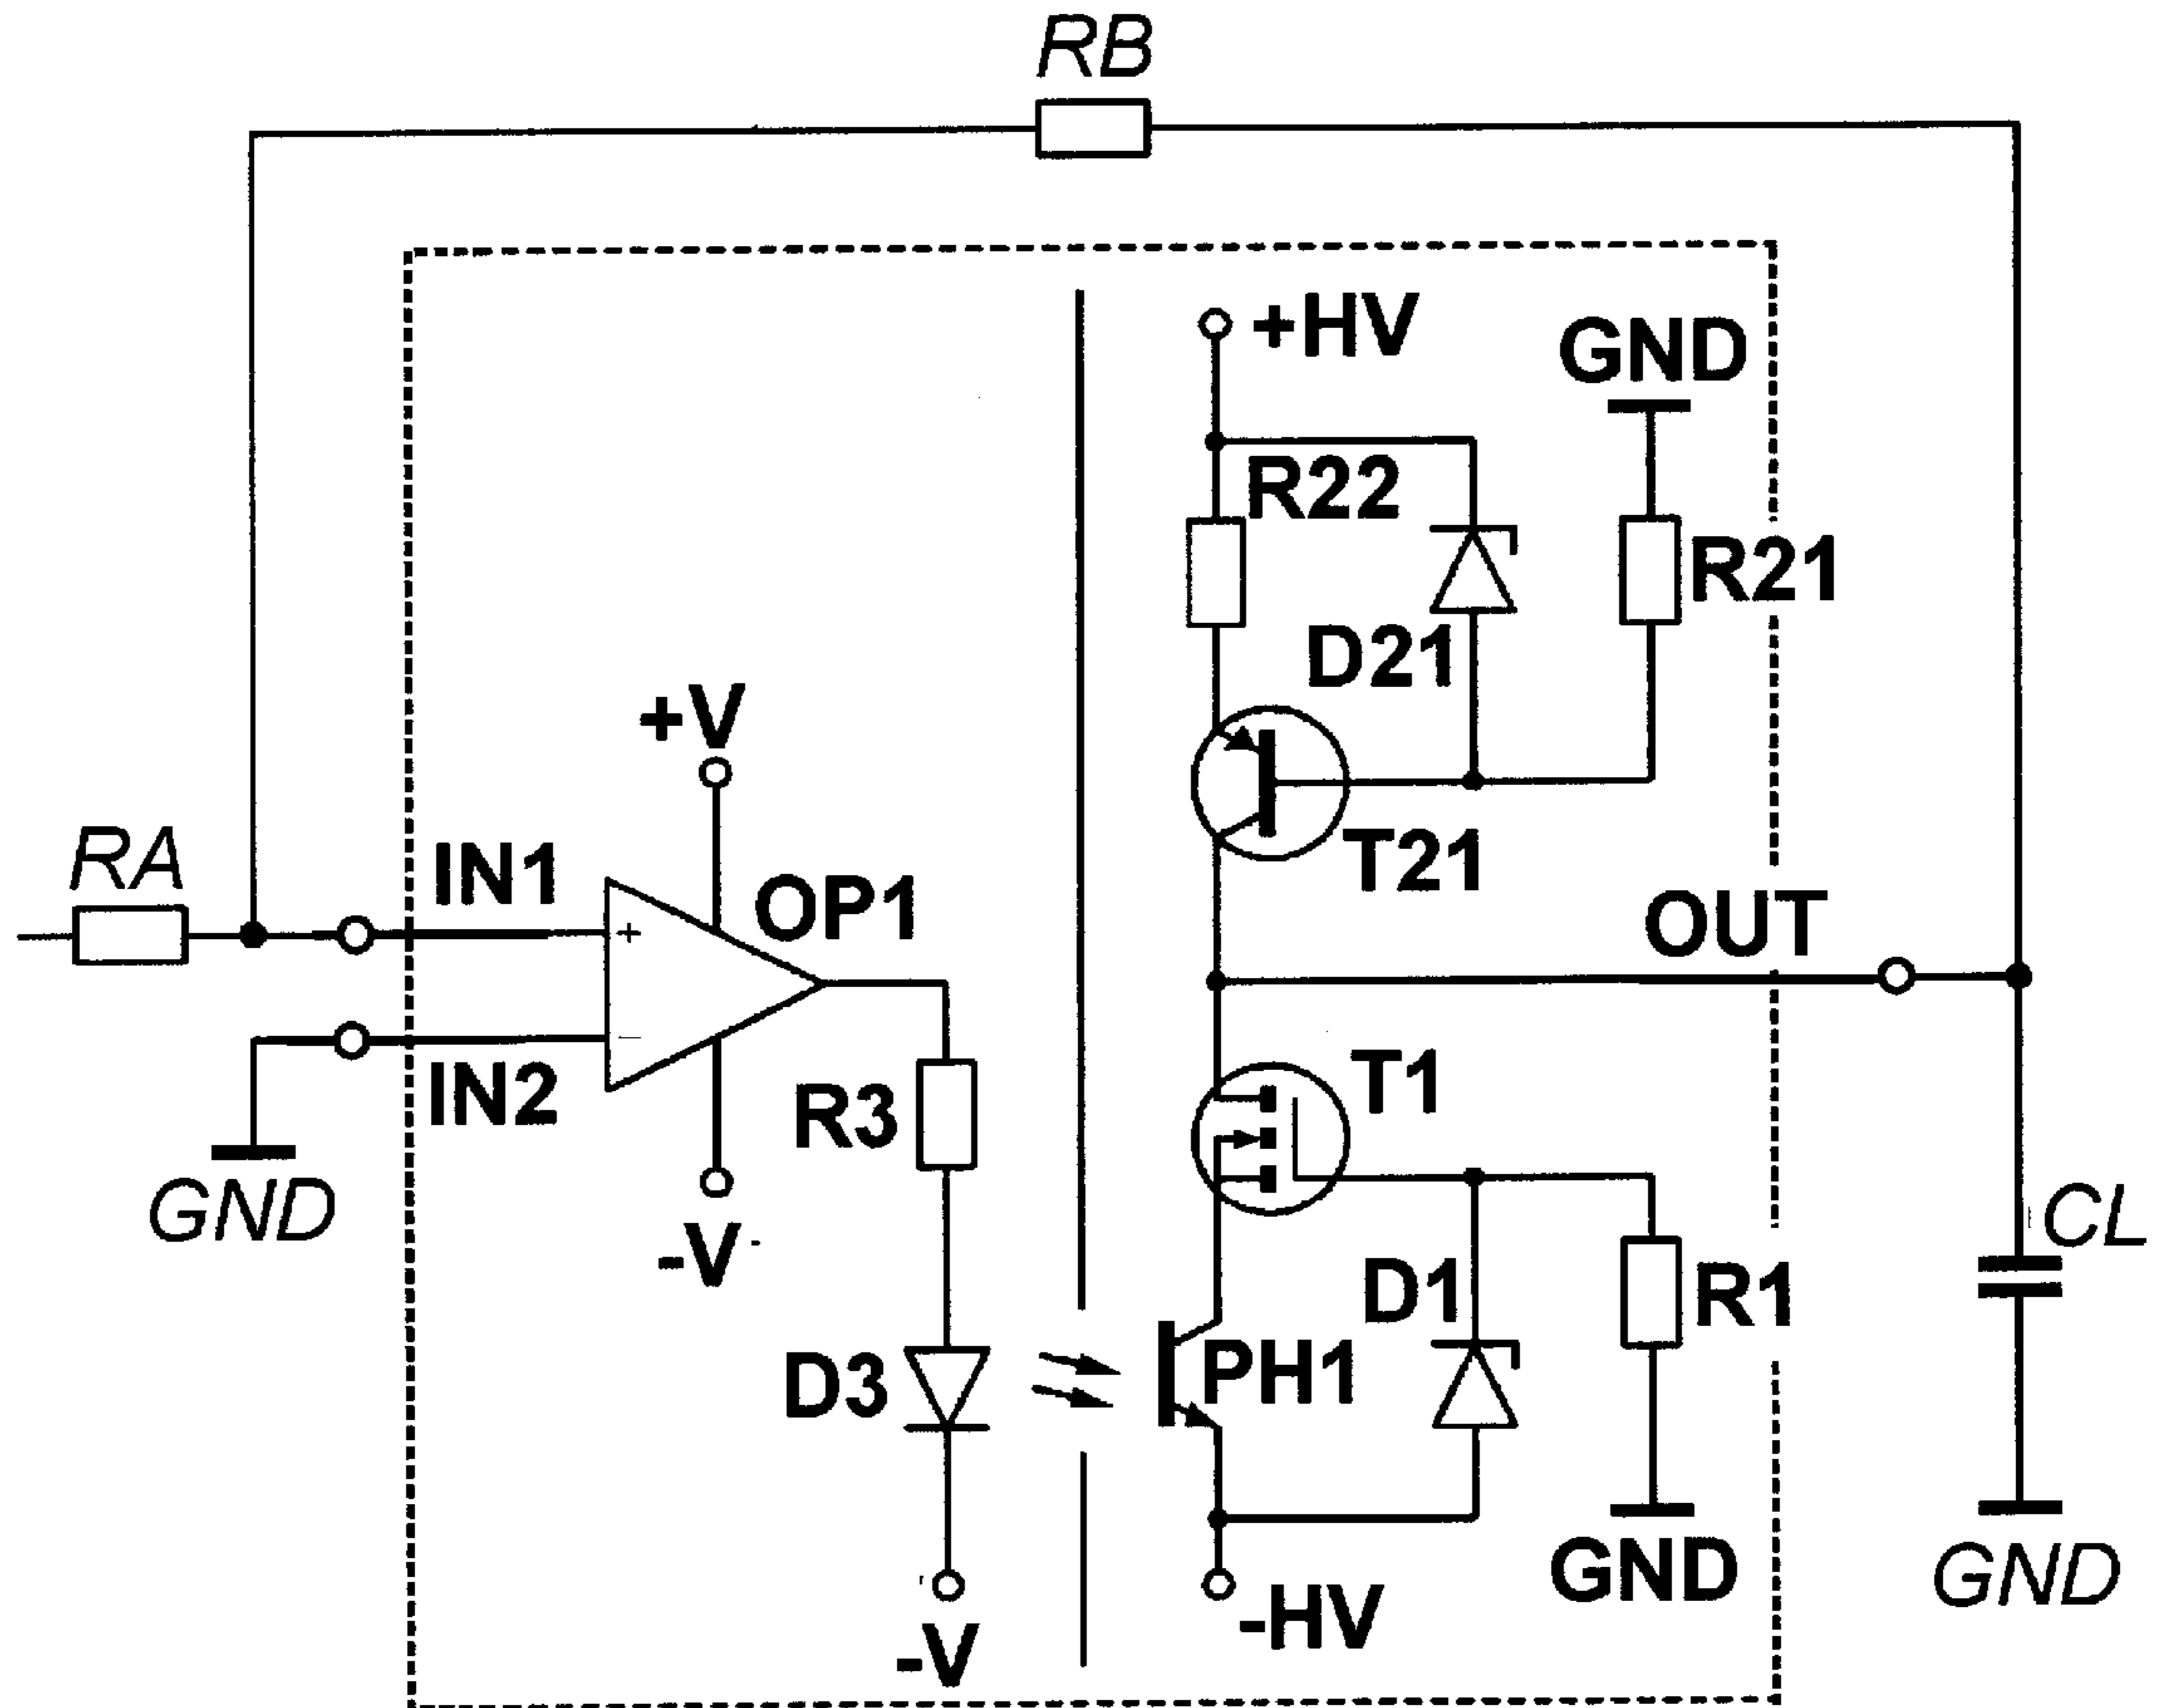 RB
+HV
GND
R22
R21
D21
+V
T21
RA
IN1
OP1
OUT
+
−
IN2
T1
R3
GND
-V
CL
D1
R1
D3
PH1
GND
-HV
GND
-V